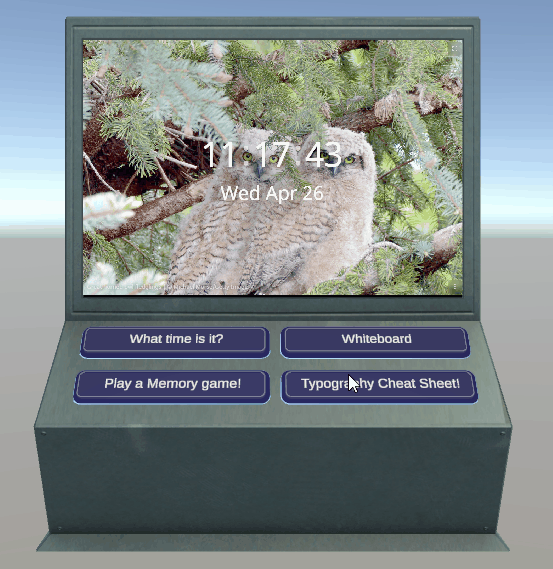 11 17 43
Wed Apr 26
What time is it?
Whiteboard
Play a Memory game!
Typography Cheat Sheet!